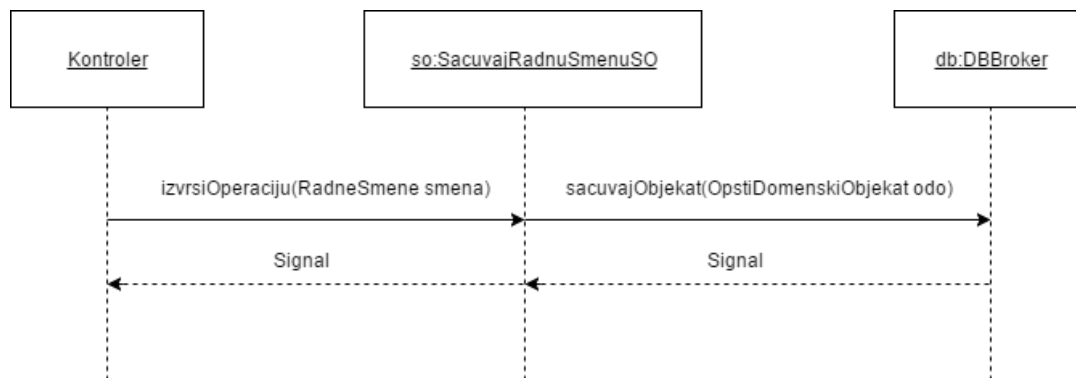 Kontroler
so:SacuvajRadnuSmenuSO
db:DBBroker
izvrsiOperaciju(RadneSmene smena)
sacuvajObjekat(OpstiDomenskiObjekat odo)
Signal
Signal